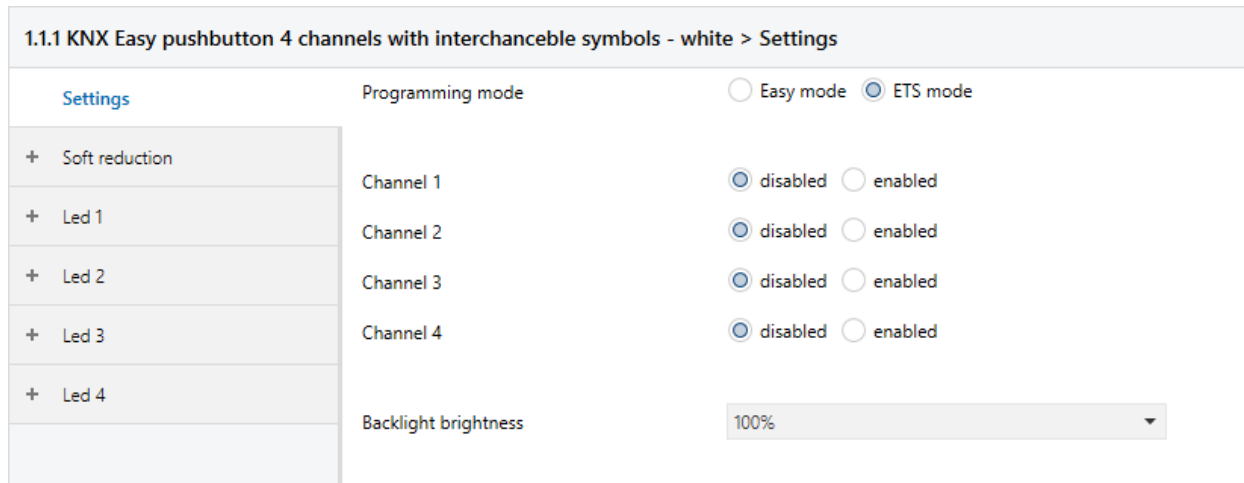 1.1.1 KNX Easy pushbutton 4 channels with interchanceble symbols - white > Settings
Settings
Programming mode Easy mode ETS mode
+ Soft reduction
Channel 1 disabled enabled
+ Led 1
Channel 2 disabled enabled
+ Led 2
Channel 3 disabled enabled
+ Led 3
Channel 4 disabled enabled
+ Led 4
Backlight brightness 100%